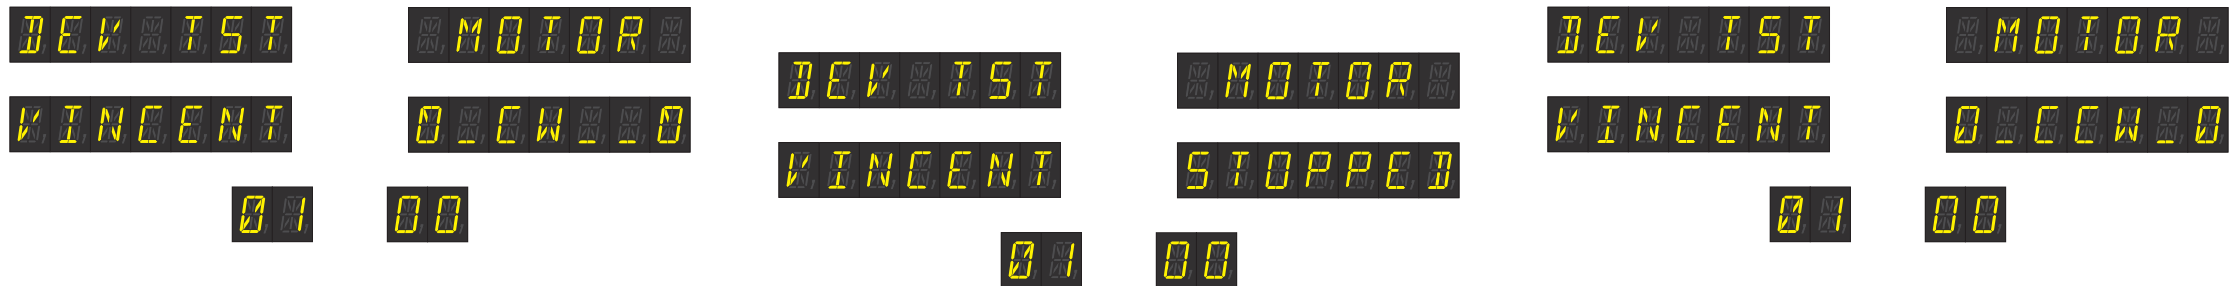 DEV TST MOTOR
VINCENT 0_CW__0
01 00
DEV TST MOTOR
VINCENT STOPPED
01 00
DEV TST MOTOR
VINCENT 0_CCW_0
01 00